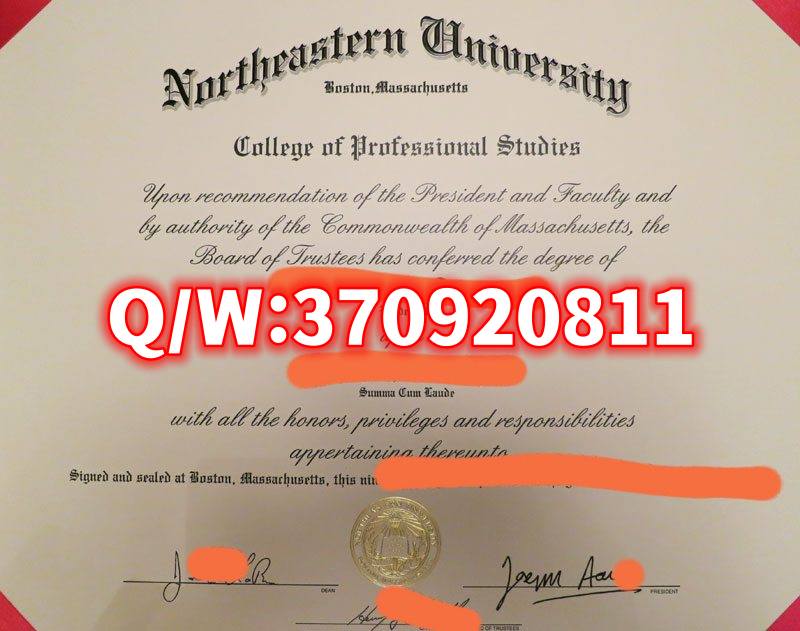 Northeastern University
Boston, Massachusetts
College of Professional Studies
Upon recommendation of the President and Faculty and
by authority of the Commonwealth of Massachusetts, the
Board of Trustees has conferred the degree of
Q/W:370920811
Summa Cum Laude
with all the honors, privileges and responsibilities
appertaining thereunto
Signed and sealed at Boston, Massachusetts, this
DEAN
PRESIDENT
OF TRUSTEES